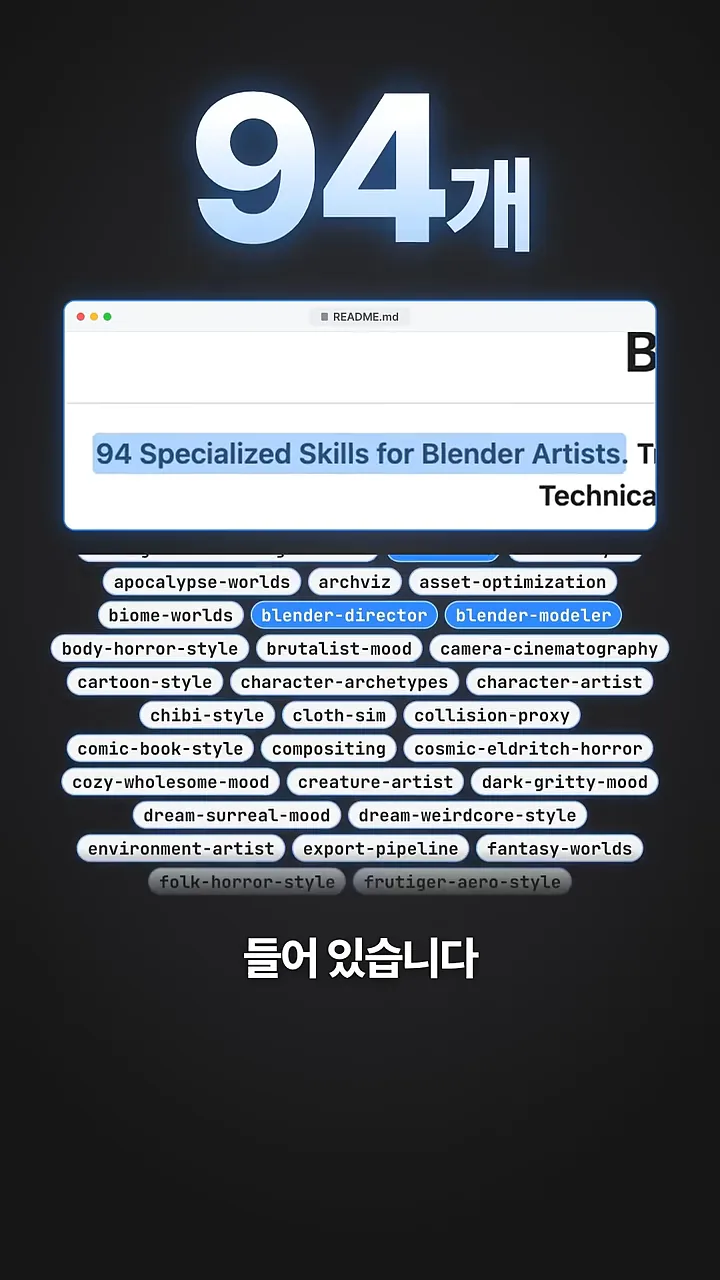 94개
README.md
B
94 Specialized Skills for Blender Artists.
Technica
apocalypse-worlds archviz asset-optimization
biome-worlds blender-director blender-modeler
body-horror-style brutalist-mood camera-cinematography
cartoon-style character-archetypes character-artist
chibi-style cloth-sim collision-proxy
comic-book-style compositing cosmic-eldritch-horror
cozy-wholesome-mood creature-artist dark-gritty-mood
dream-surreal-mood dream-weirdcore-style
environment-artist export-pipeline fantasy-worlds
folk-horror-style frutiger-aero-style
들어 있습니다